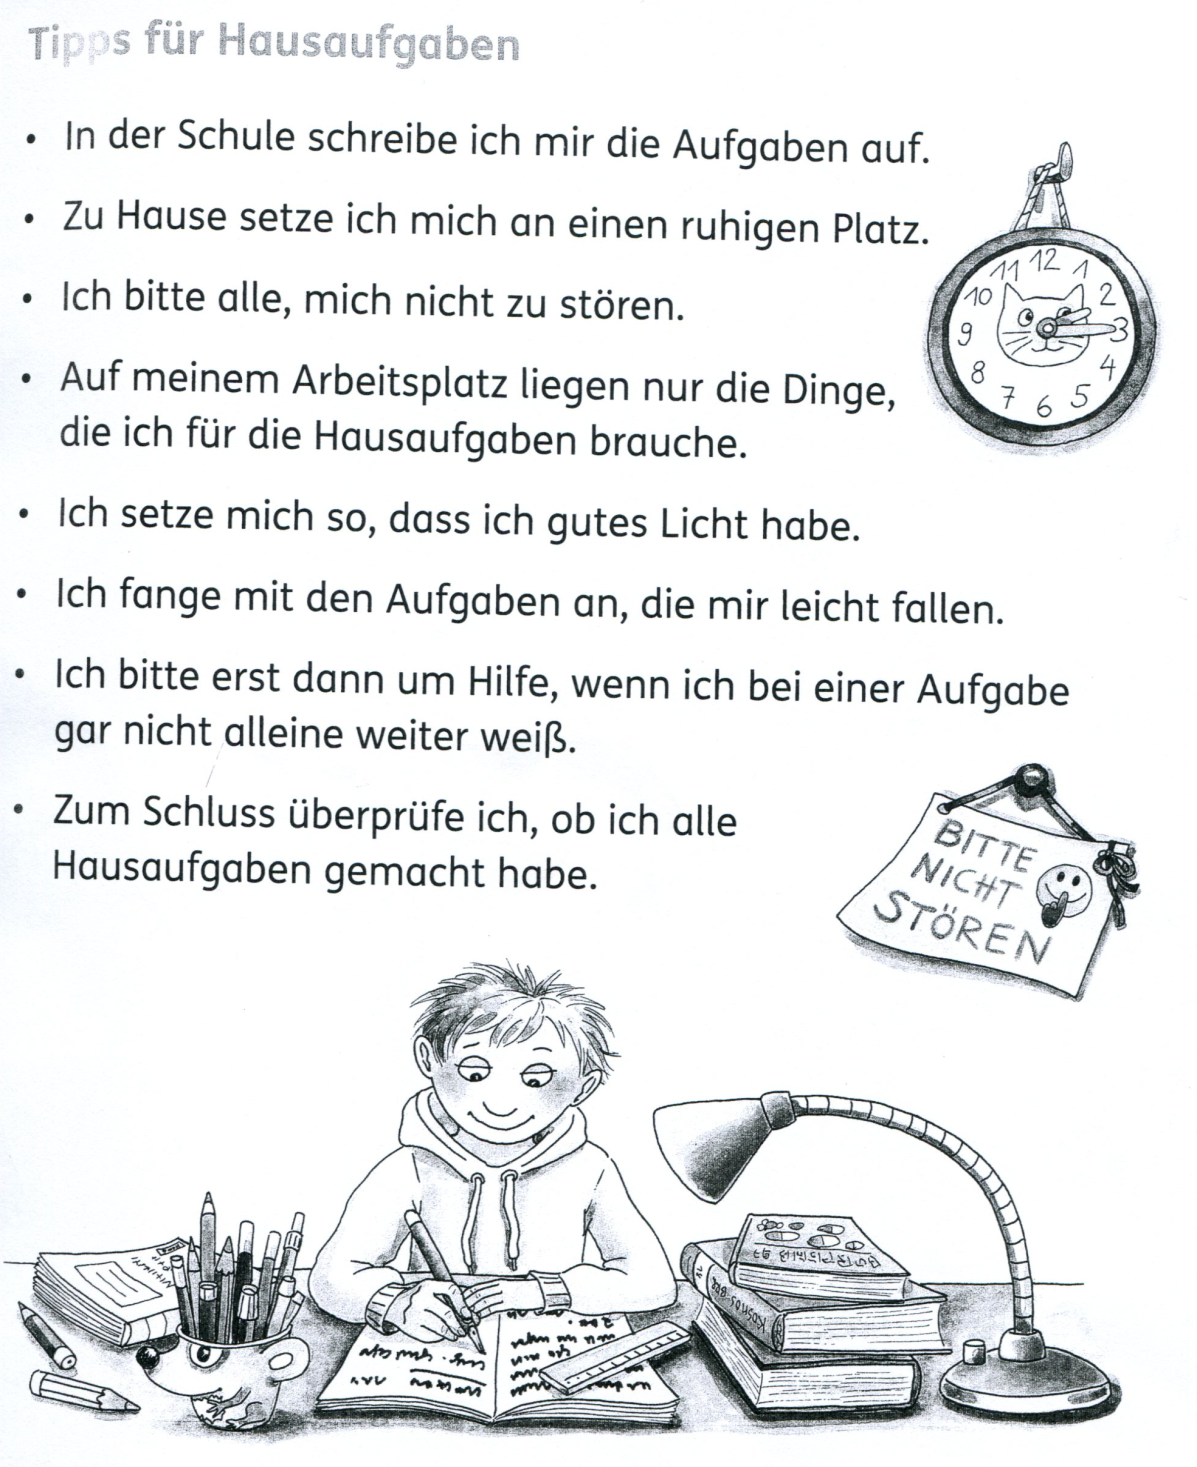 Tipps für Hausaufgaben
• In der Schule schreibe ich mir die Aufgaben auf.
• Zu Hause setze ich mich an einen ruhigen Platz.
• Ich bitte alle, mich nicht zu stören.
• Auf meinem Arbeitsplatz liegen nur die Dinge,
die ich für die Hausaufgaben brauche.
• Ich setze mich so, dass ich gutes Licht habe.
• Ich fange mit den Aufgaben an, die mir leicht fallen.
• Ich bitte erst dann um Hilfe, wenn ich bei einer Aufgabe
gar nicht alleine weiter weiß.
• Zum Schluss überprüfe ich, ob ich alle
Hausaufgaben gemacht habe.
12
1
2
3
4
5
6
7
8
9
10
11
BITTE
NICHT
STÖREN